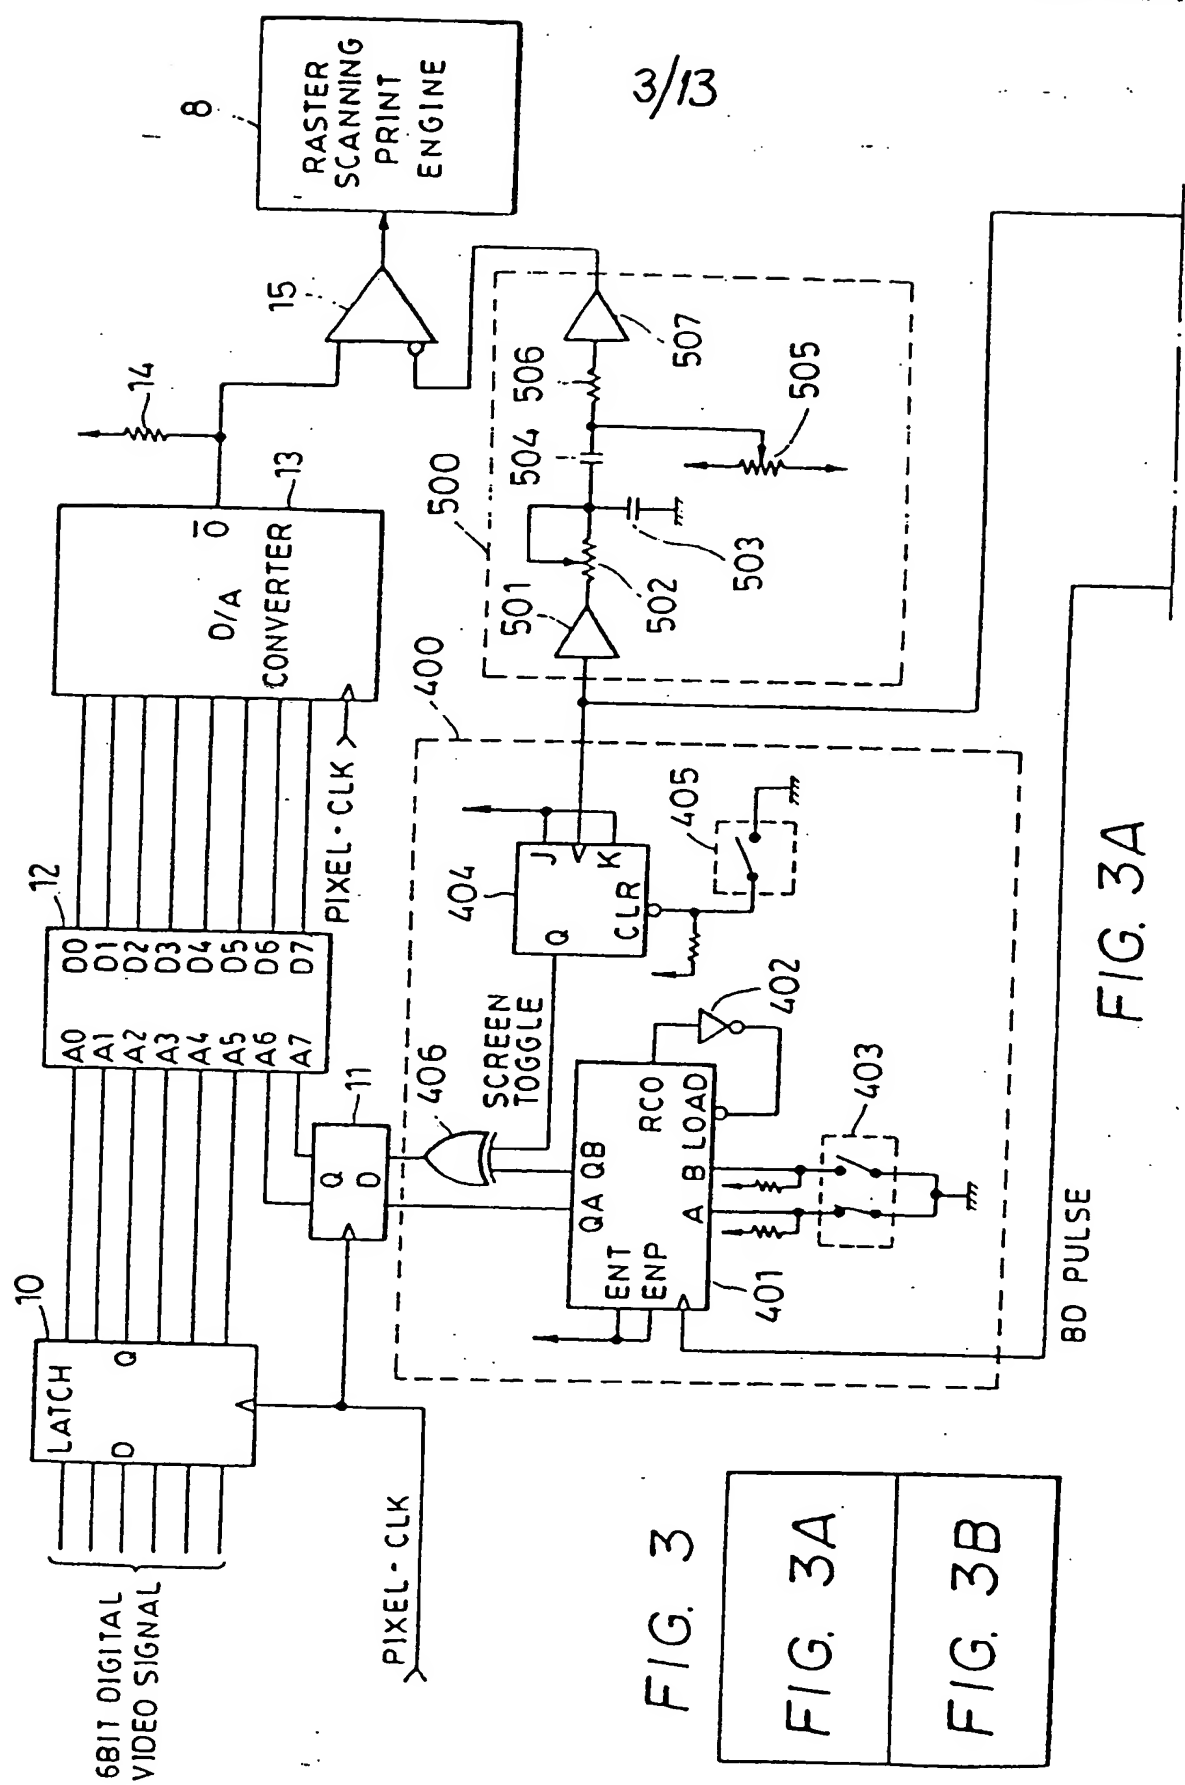 3/13
6BIT DIGITAL
VIDEO SIGNAL
PIXEL-CLK
10
LATCH
D
Q
12
A0
A1
A2
A3
A4
A5
A6
A7
D0
D1
D2
D3
D4
D5
D6
D7
11
Q
D
PIXEL-CLK
13
O̅
D/A
CONVERTER
14
15
8
RASTER
SCANNING
PRINT
ENGINE
400
406
SCREEN
TOGGLE
404
J
K
Q
CLR
405
401
QA
QB
ENT
ENP
RCO
LOAD
A
B
402
403
500
501
502
503
504
505
506
507
BD PULSE
FIG. 3A
FIG. 3
FIG. 3A
FIG. 3B